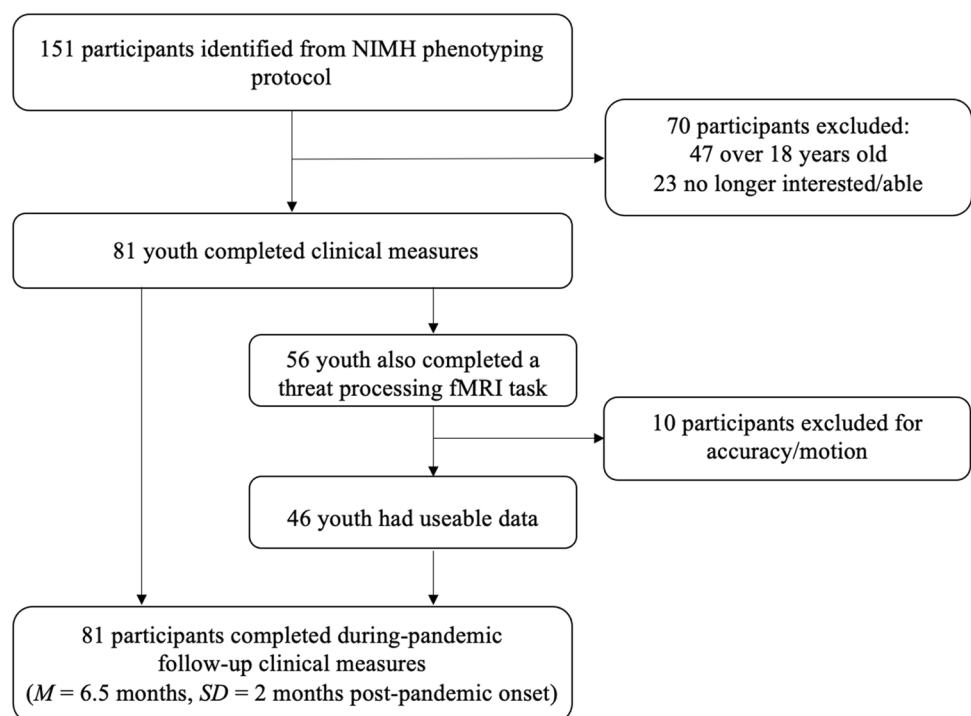 151 participants identified from NIMH phenotyping
protocol
70 participants excluded:
47 over 18 years old
23 no longer interested/able
81 youth completed clinical measures
56 youth also completed a
threat processing fMRI task
10 participants excluded for
accuracy/motion
46 youth had useable data
81 participants completed during-pandemic
follow-up clinical measures
(M = 6.5 months, SD = 2 months post-pandemic onset)